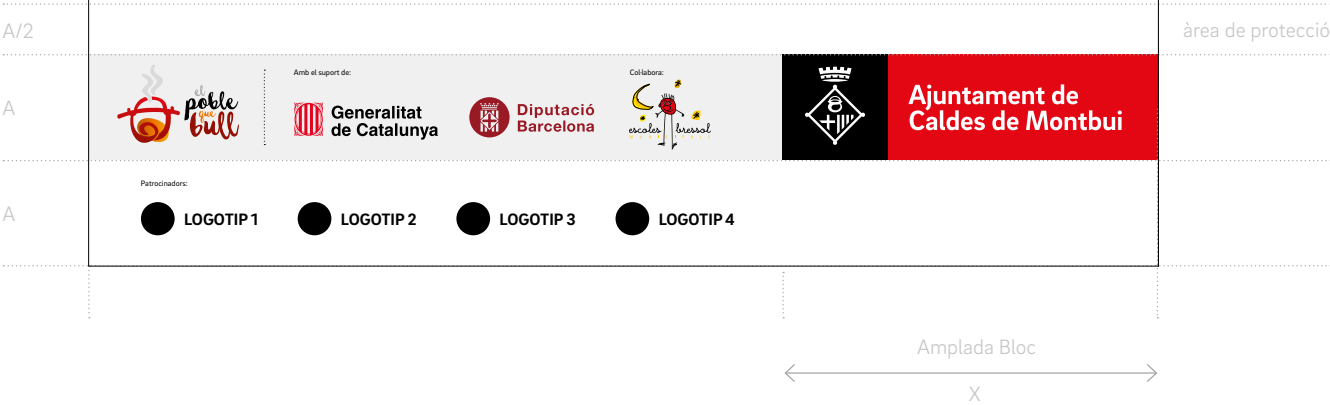 A/2
àrea de protecció
A
el
poble
que
bull
Amb el suport de:
Generalitat
de Catalunya
Diputació
Barcelona
Col·labora:
escoles bressol
MUNICIPALS
Ajuntament de
Caldes de Montbui
A
Patrocinadors:
LOGOTIP 1
LOGOTIP 2
LOGOTIP 3
LOGOTIP 4
Amplada Bloc
X